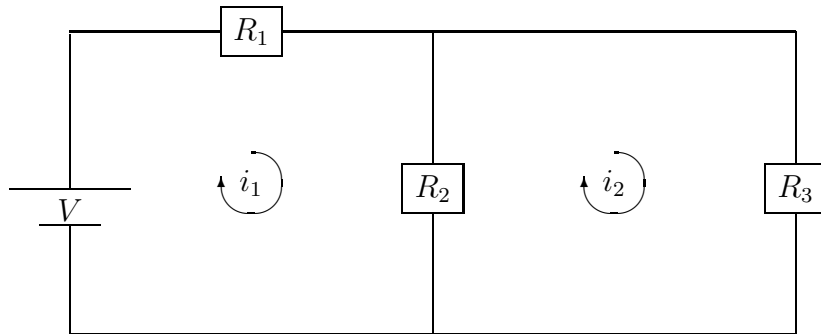 R₁
i₁
R₂
i₂
R₃
V